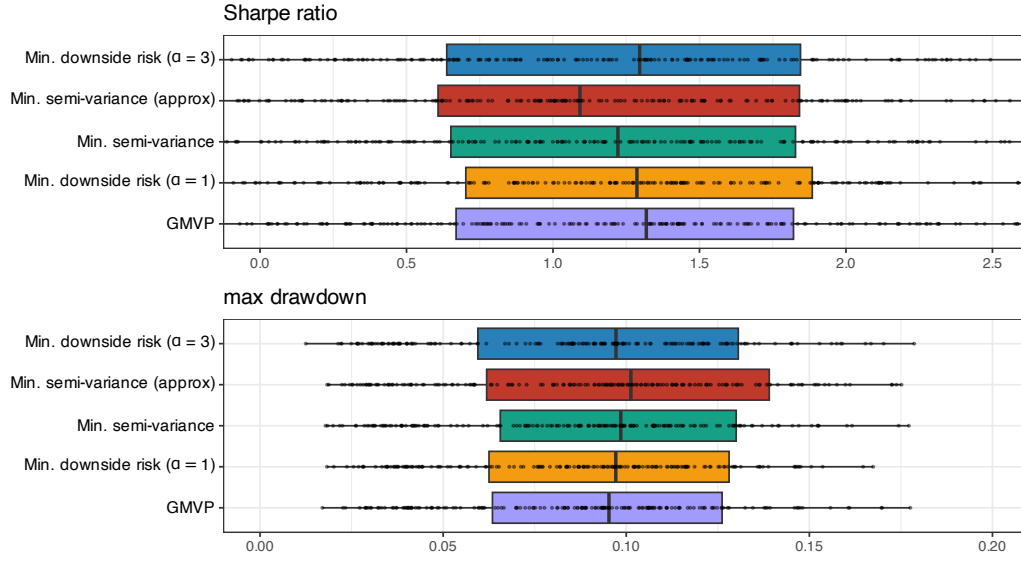 Sharpe ratio
Min. downside risk (α = 3)
Min. semi-variance (approx)
Min. semi-variance
Min. downside risk (α = 1)
GMVP
0.0 0.5 1.0 1.5 2.0 2.5
max drawdown
Min. downside risk (α = 3)
Min. semi-variance (approx)
Min. semi-variance
Min. downside risk (α = 1)
GMVP
0.00 0.05 0.10 0.15 0.20